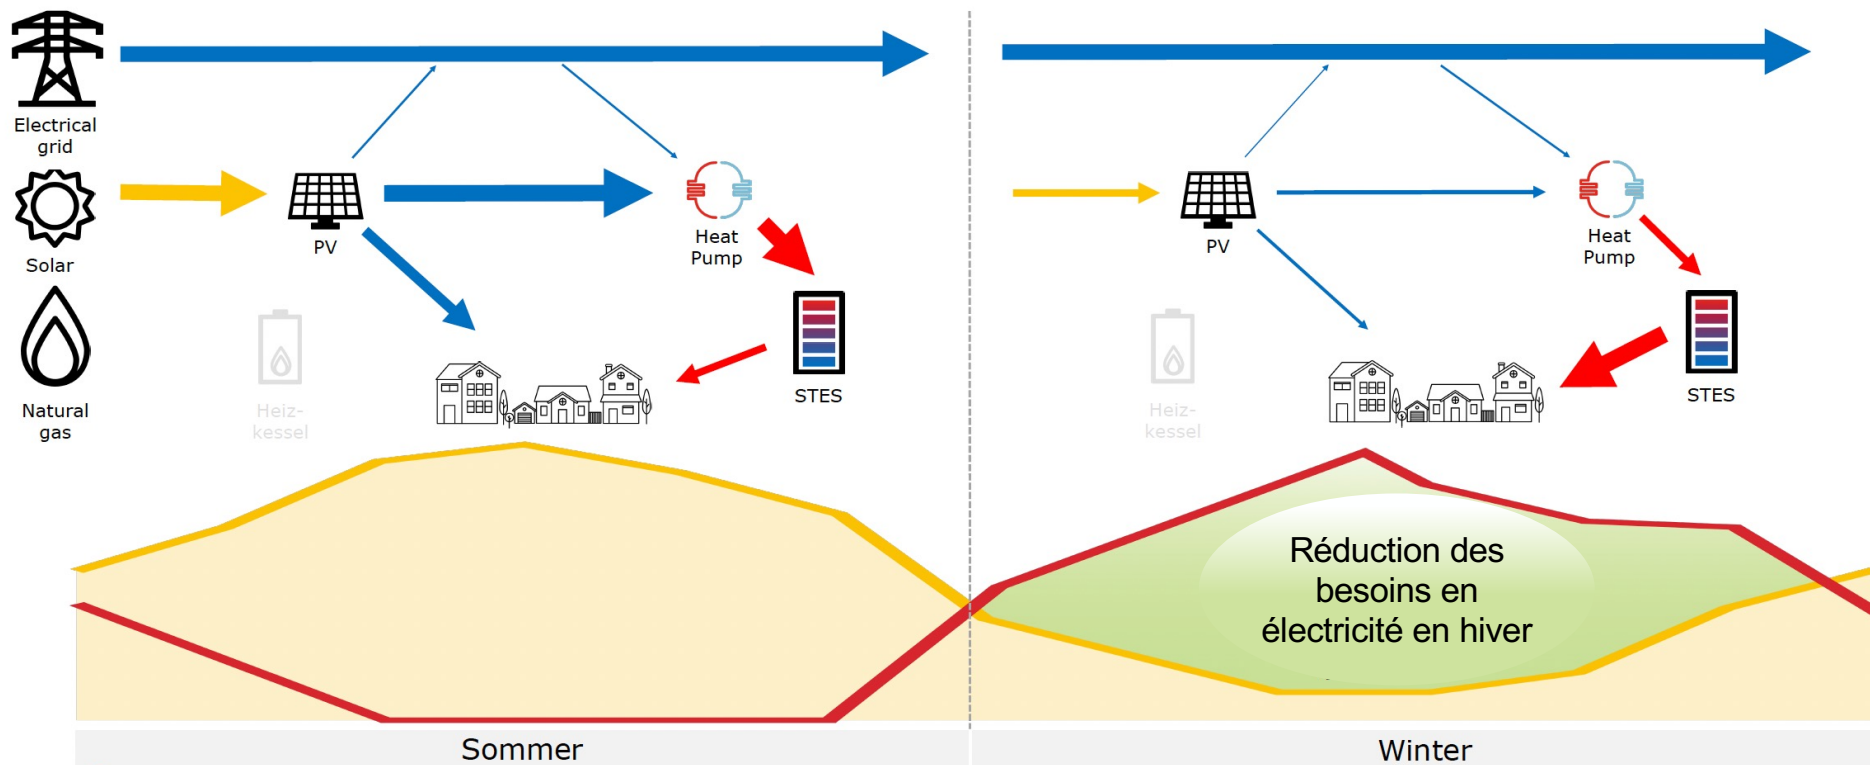 Electrical
grid
Solar
Natural
gas
PV
Heat
Pump
Heiz-
kessel
STES
PV
Heat
Pump
Heiz-
kessel
STES
Réduction des
besoins en
électricité en hiver
Sommer
Winter